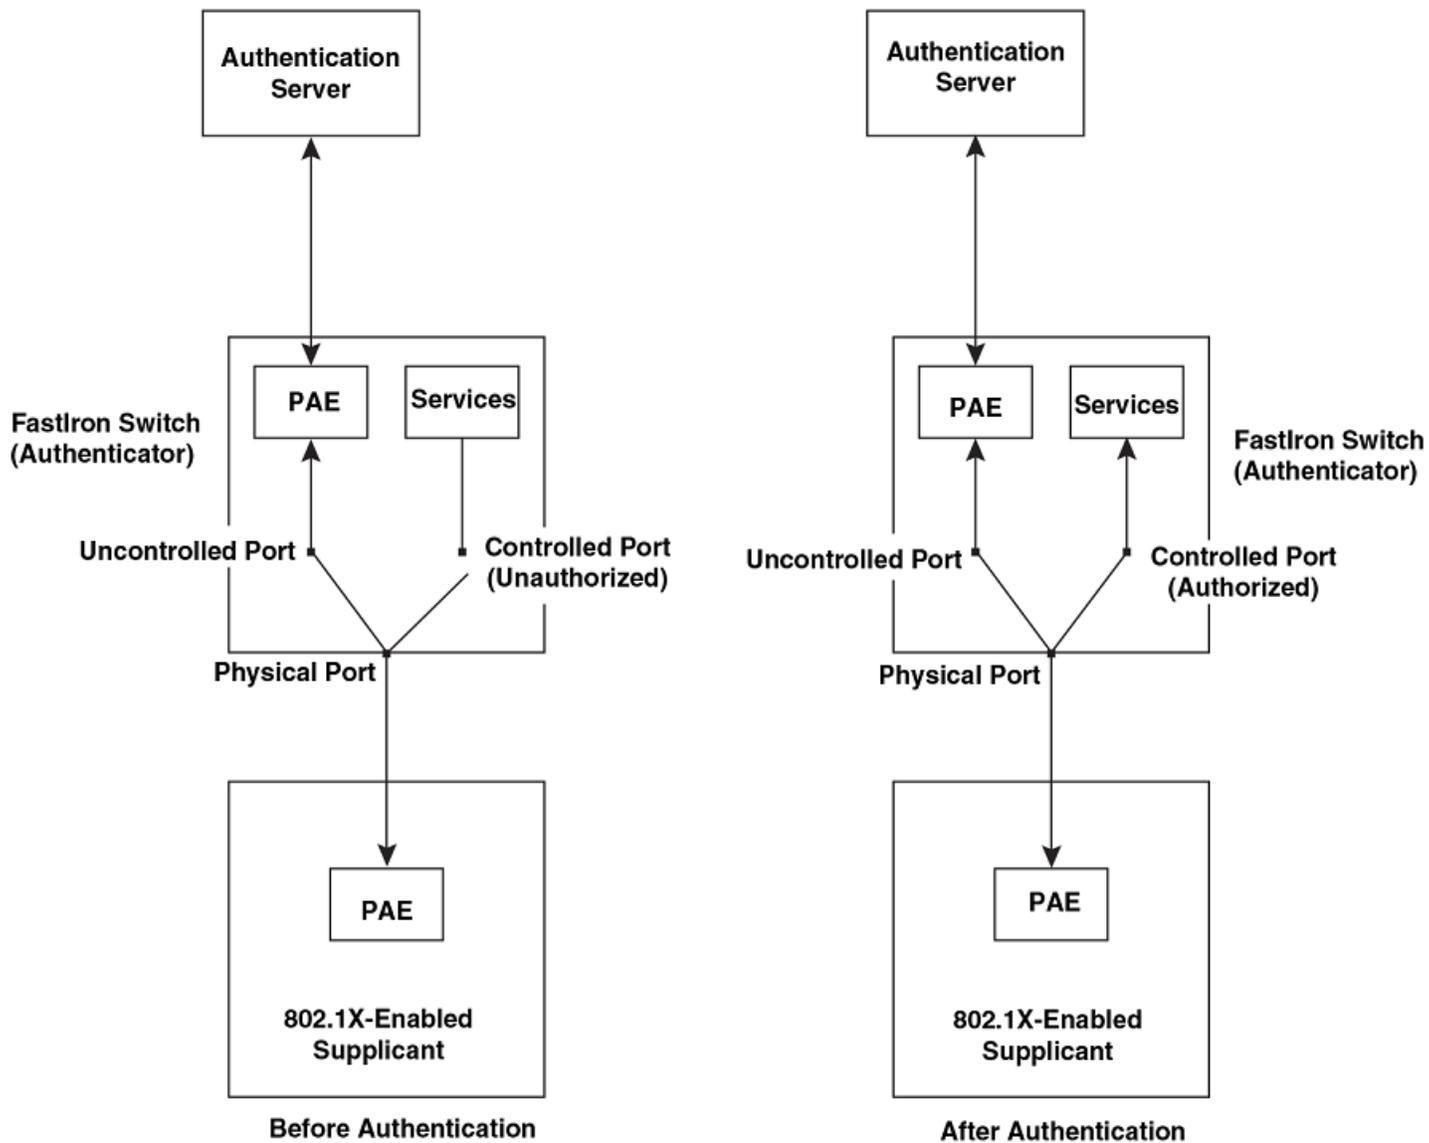 Authentication
Server
PAE
Services
FastIron Switch
(Authenticator)
Uncontrolled Port
Controlled Port
(Unauthorized)
Physical Port
PAE
802.1X-Enabled
Supplicant
Before Authentication
Authentication
Server
PAE
Services
FastIron Switch
(Authenticator)
Uncontrolled Port
Controlled Port
(Authorized)
Physical Port
PAE
802.1X-Enabled
Supplicant
After Authentication